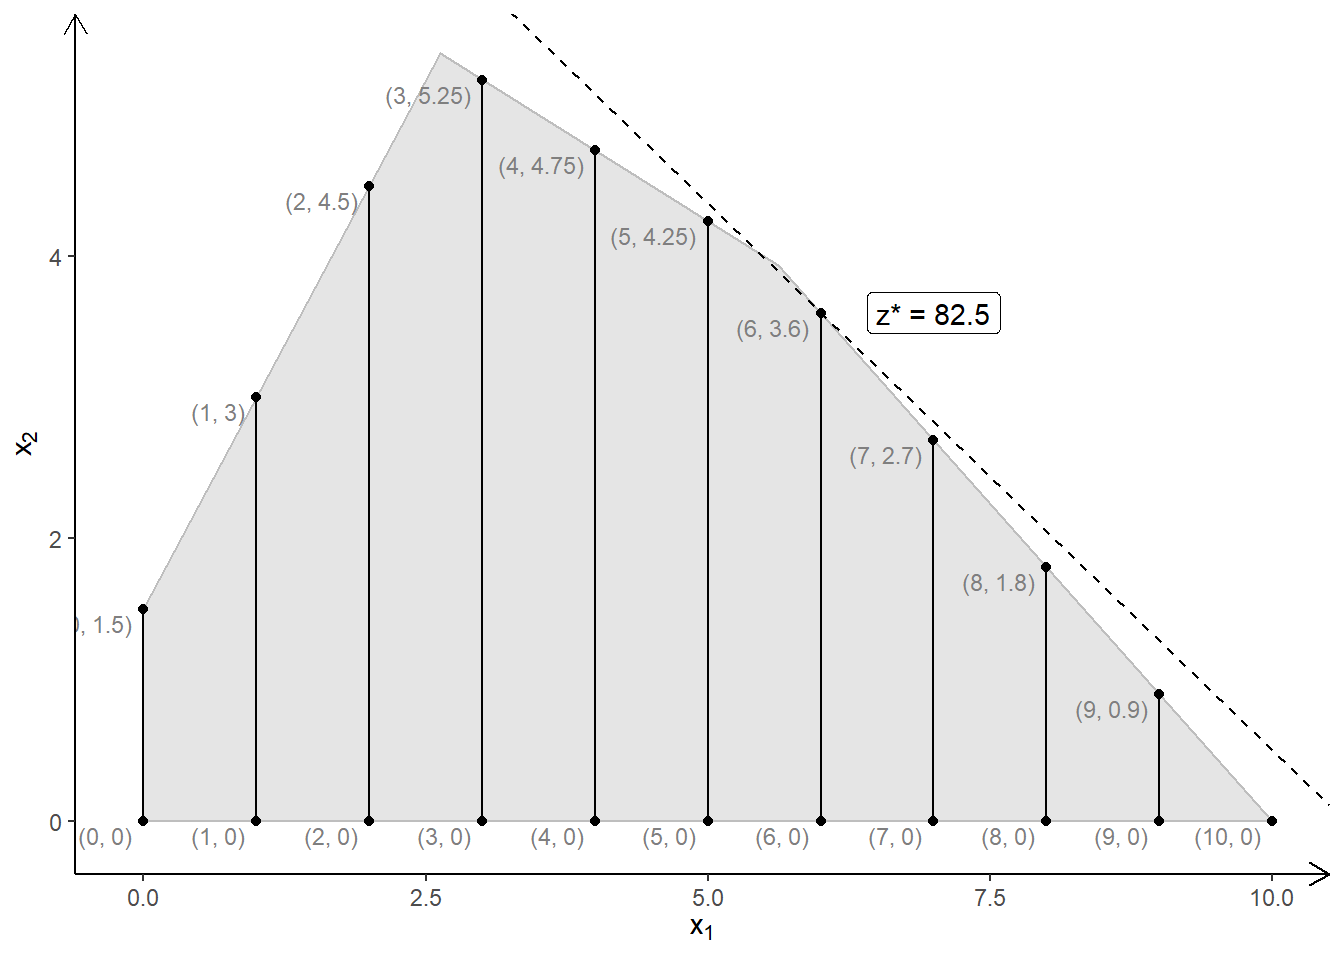 (3, 5.25)
(4, 4.75)
(2, 4.5)
(5, 4.25)
4
z* = 82.5
(6, 3.6)
(1, 3)
x₂
(7, 2.7)
2
(8, 1.8)
, 1.5)
(9, 0.9)
0
(0, 0) (1, 0) (2, 0) (3, 0) (4, 0) (5, 0) (6, 0) (7, 0) (8, 0) (9, 0) (10, 0)
0.0 2.5 5.0 7.5 10.0
x₁